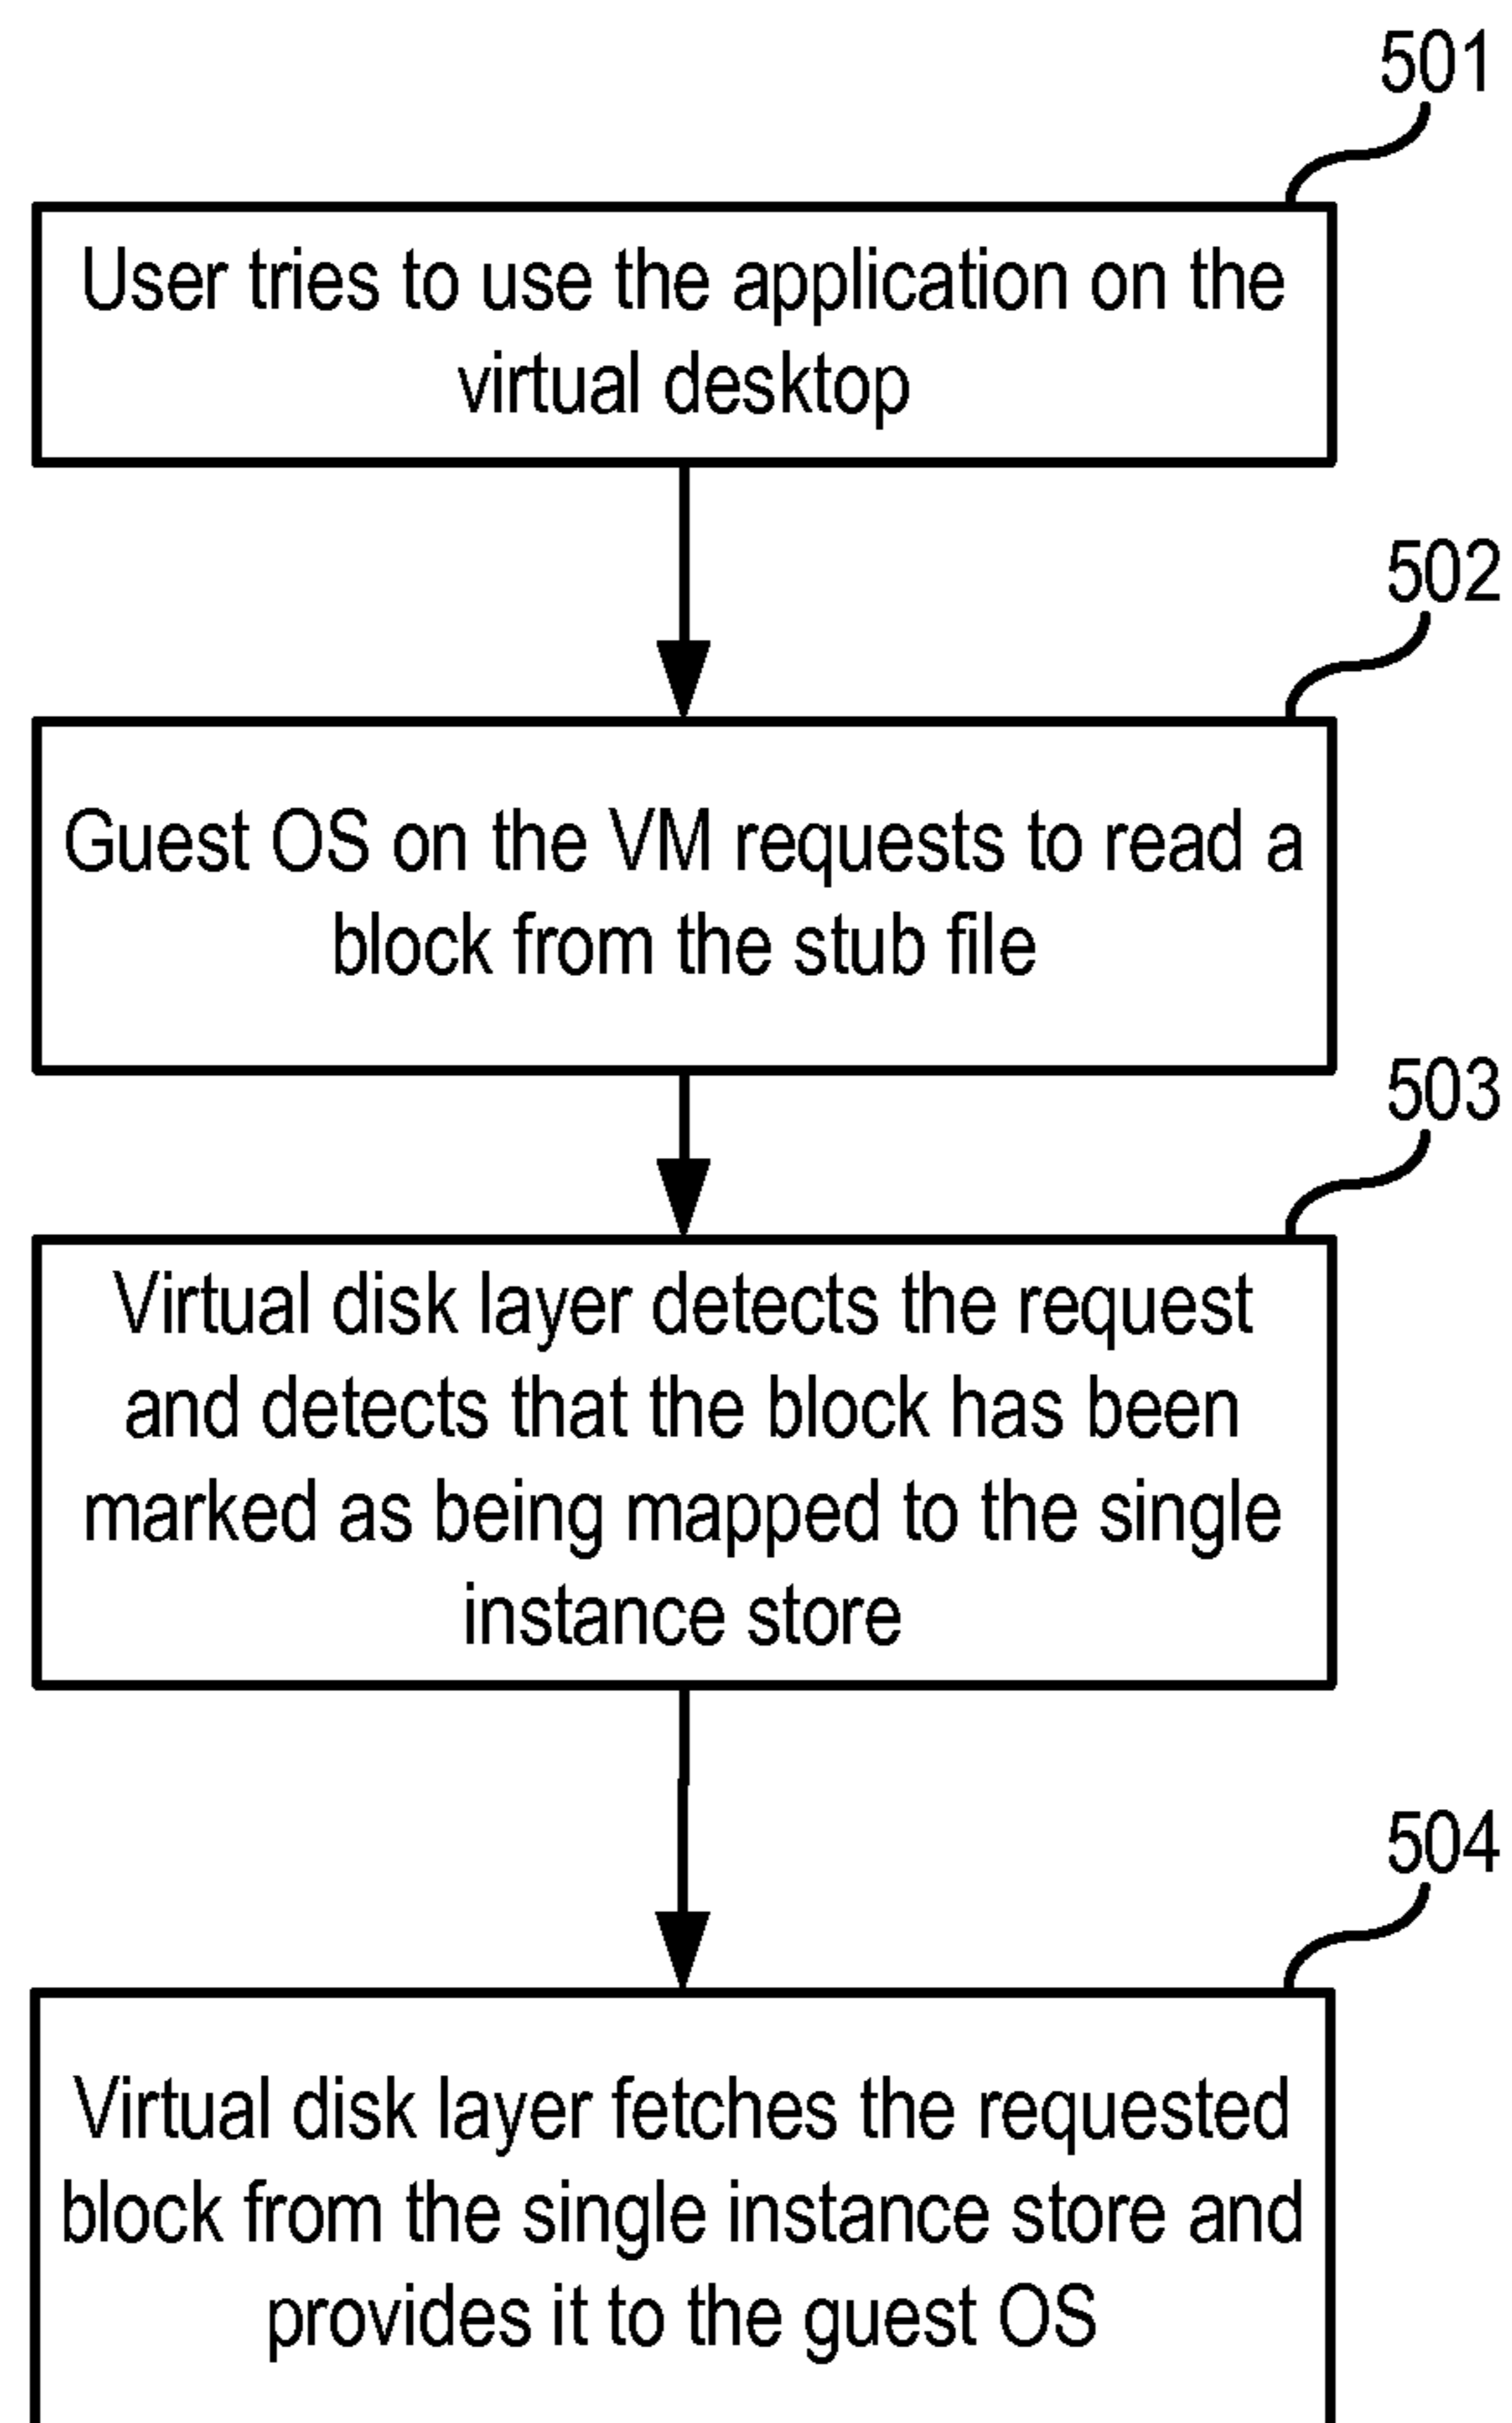 501
User tries to use the application on the
virtual desktop
502
Guest OS on the VM requests to read a
block from the stub file
503
Virtual disk layer detects the request
and detects that the block has been
marked as being mapped to the single
instance store
504
Virtual disk layer fetches the requested
block from the single instance store and
provides it to the guest OS